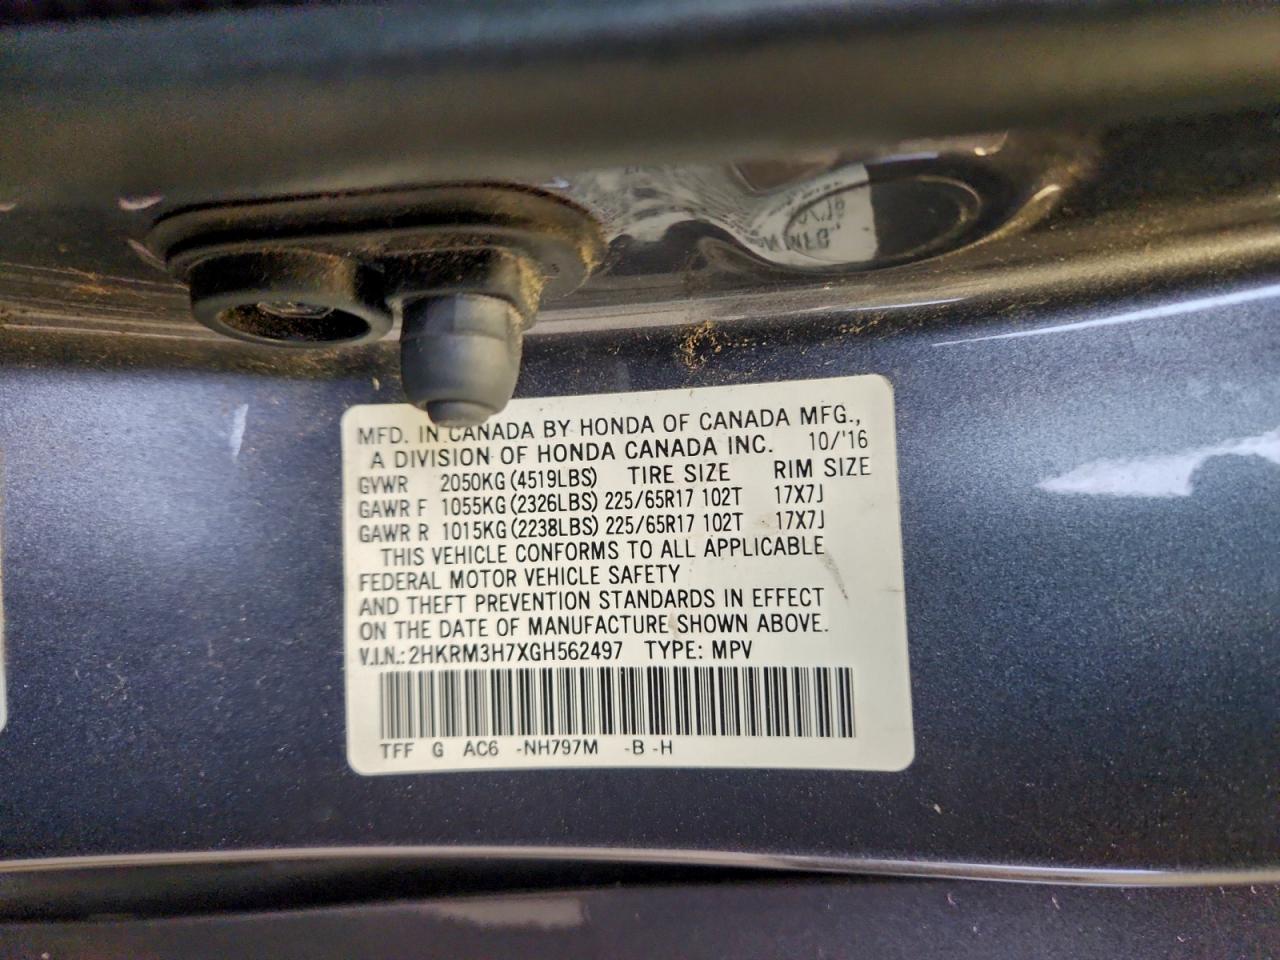 MFD. IN CANADA BY HONDA OF CANADA MFG.,
A DIVISION OF HONDA CANADA INC. 10/'16
GVWR 2050KG (4519LBS) TIRE SIZE RIM SIZE
GAWR F 1055KG (2326LBS) 225/65R17 102T 17X7J
GAWR R 1015KG (2238LBS) 225/65R17 102T 17X7J
THIS VEHICLE CONFORMS TO ALL APPLICABLE
FEDERAL MOTOR VEHICLE SAFETY
AND THEFT PREVENTION STANDARDS IN EFFECT
ON THE DATE OF MANUFACTURE SHOWN ABOVE.
V.I.N.: 2HKRM3H7XGH562497 TYPE: MPV
TFF G AC6 -NH797M -B -H